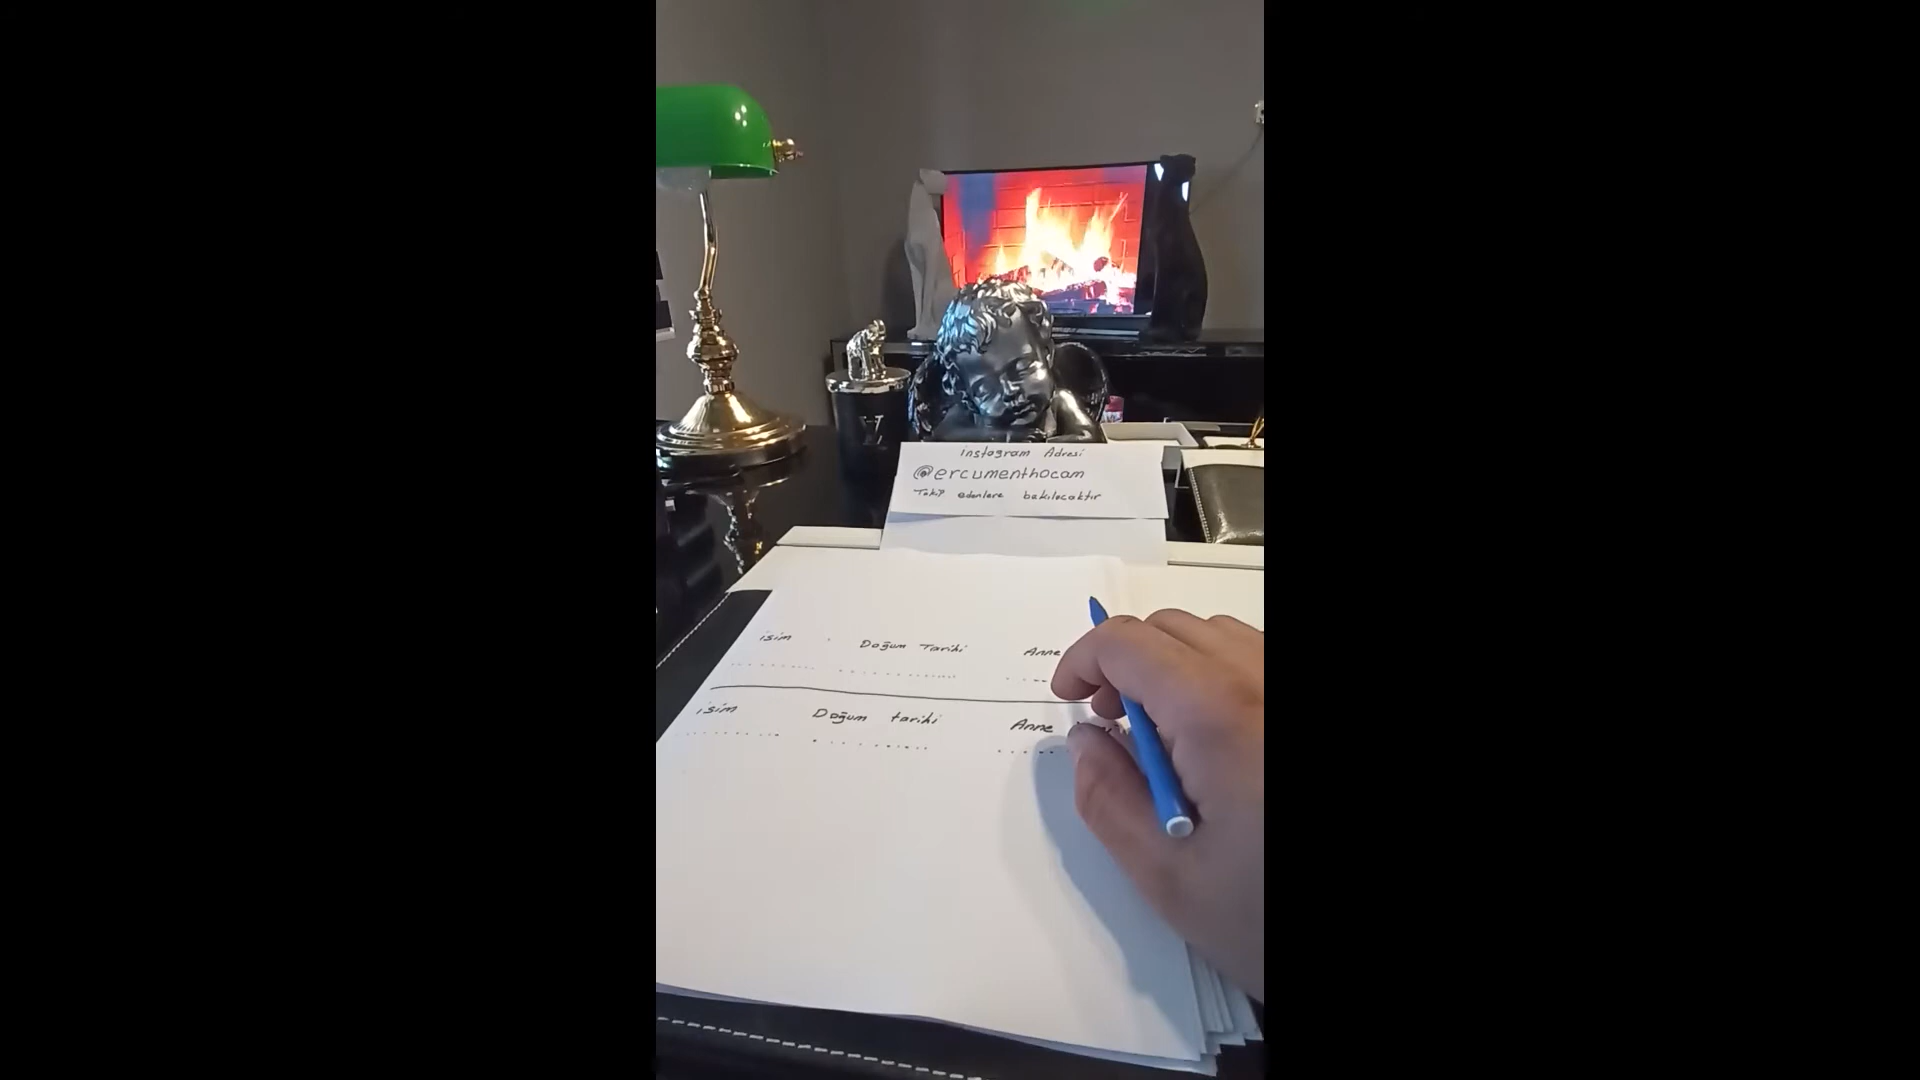 instagram Adresi
@ercumenthocam
Takip edenlere bakılacaktır
isim Doğum Tarihi Anne
isim Doğum tarihi Anne